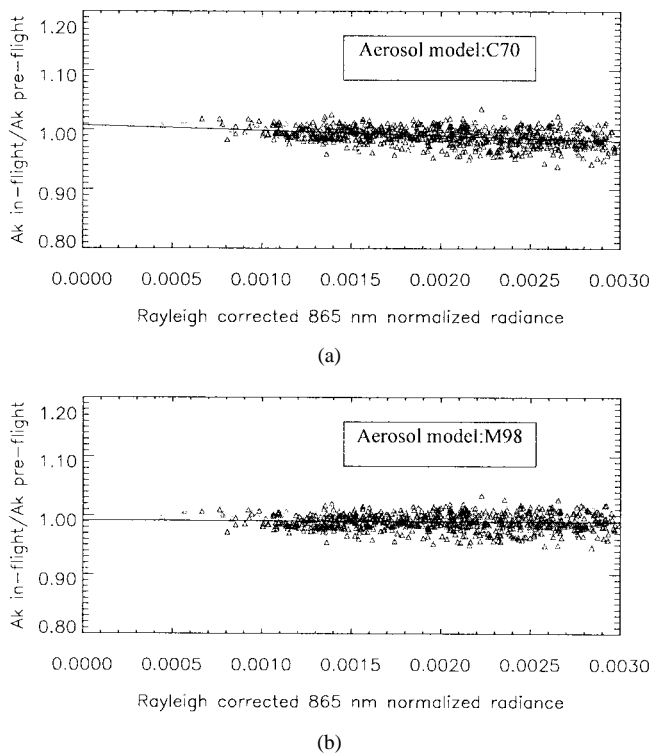 1.20
1.10
1.00
0.90
0.80
Ak in-flight/Ak pre-flight
Aerosol model:C70
0.0000 0.0005 0.0010 0.0015 0.0020 0.0025 0.0030
Rayleigh corrected 865 nm normalized radiance
(a)
1.20
1.10
1.00
0.90
0.80
Ak in-flight/Ak pre-flight
Aerosol model:M98
0.0000 0.0005 0.0010 0.0015 0.0020 0.0025 0.0030
Rayleigh corrected 865 nm normalized radiance
(b)